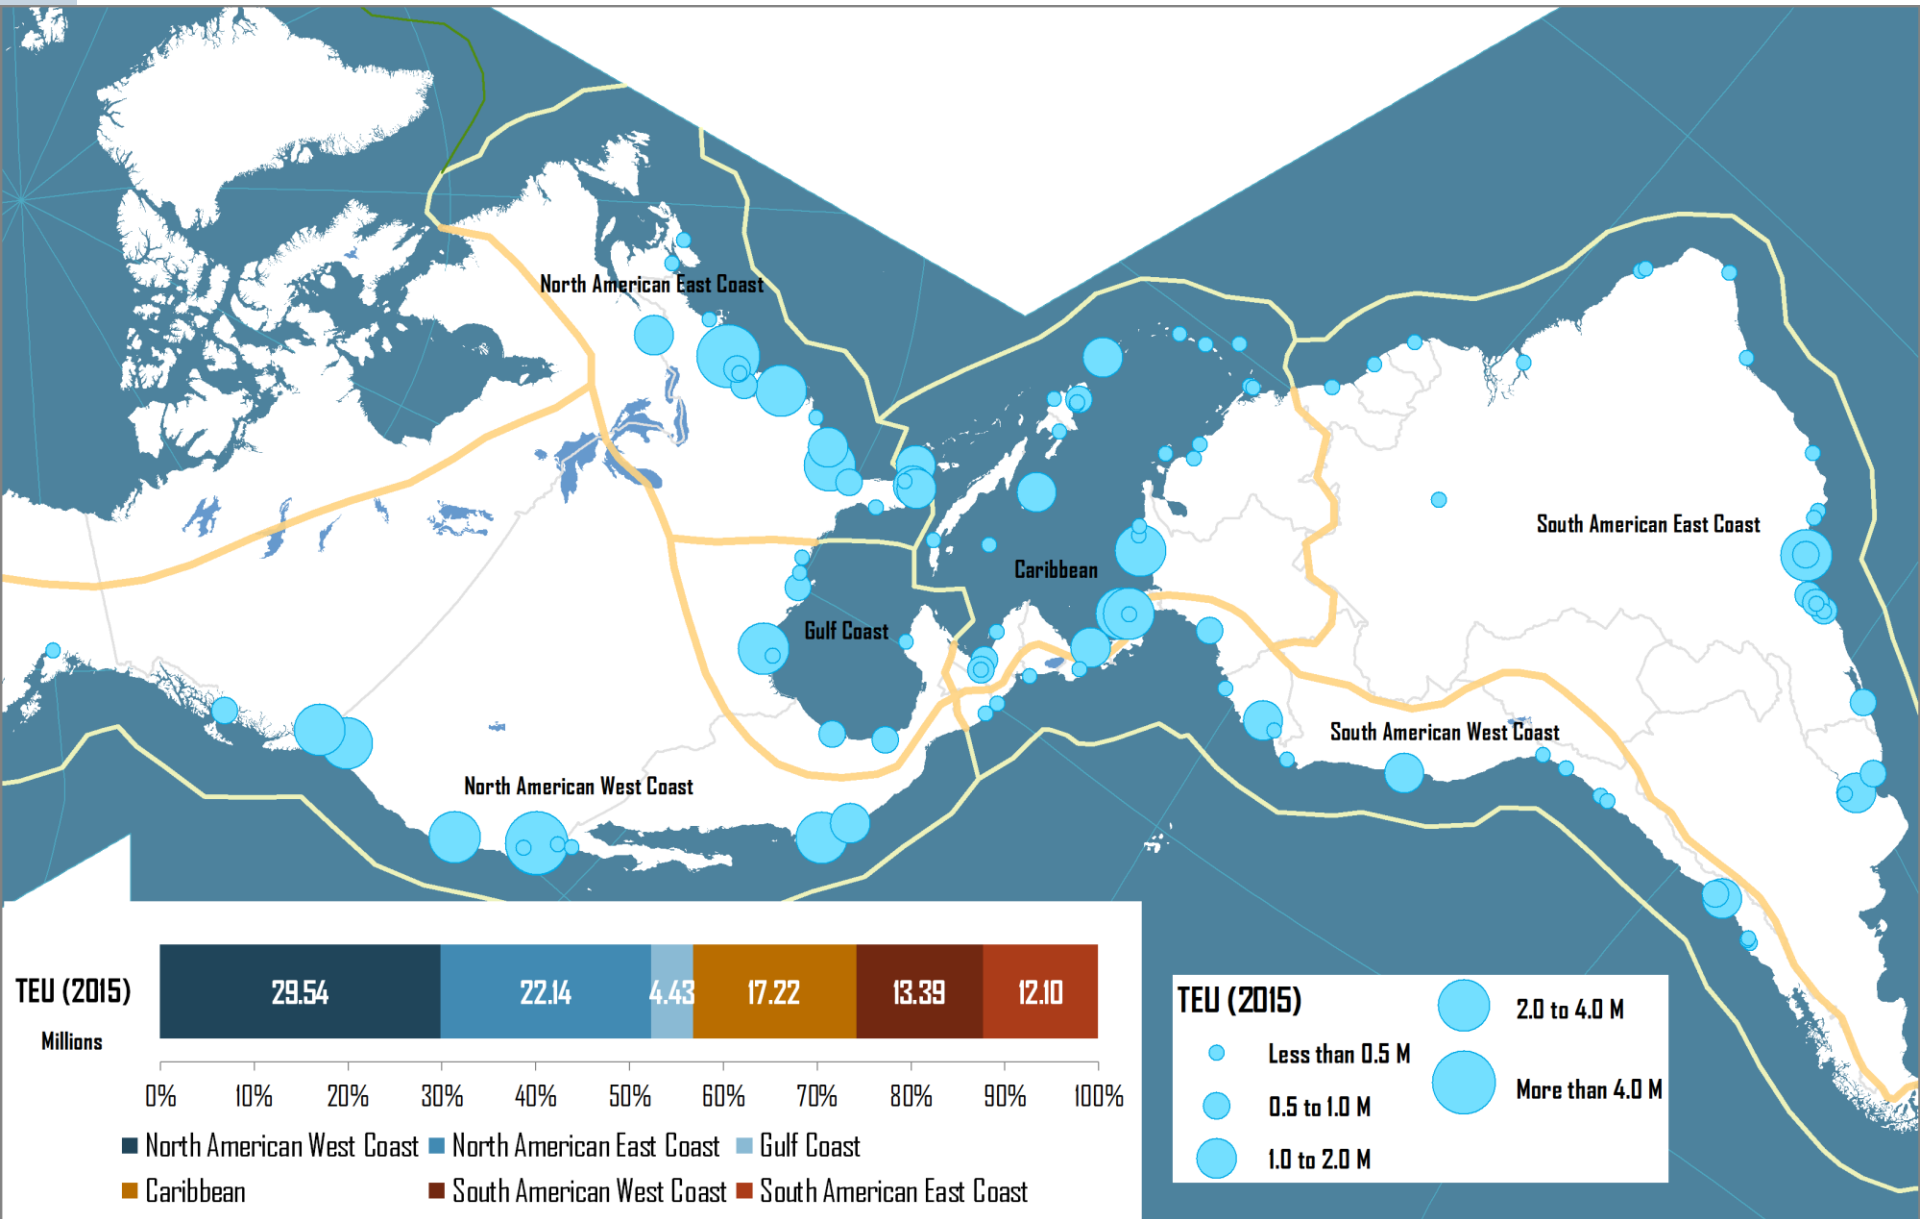 North American East Coast
South American East Coast
Caribbean
Gulf Coast
South American West Coast
North American West Coast
TEU (2015)
Millions
29.54
22.14
4.43
17.22
13.39
12.10
0%
10%
20%
30%
40%
50%
60%
70%
80%
90%
100%
North American West Coast
North American East Coast
Gulf Coast
Caribbean
South American West Coast
South American East Coast
TEU (2015)
Less than 0.5 M
0.5 to 1.0 M
1.0 to 2.0 M
2.0 to 4.0 M
More than 4.0 M